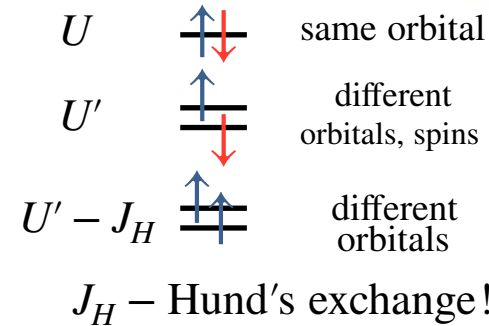 U same orbital
U′ different
orbitals, spins
U′ − J_H different
orbitals
J_H − Hund′s exchange!